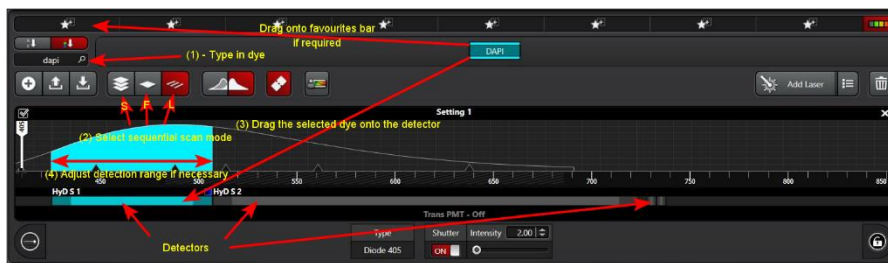 Drag onto favourites bar
if required
(1) - Type in dye
dapi
DAPI
Add Laser
S F L
Setting 1
405
(3) Drag the selected dye onto the detector
(2) Select sequential scan mode
(4) Adjust detection range if necessary
450 500 550 600 650 700 750 800 850
HyD S 1
HyD S 2
Trans PMT - Off
Detectors
Type
Shutter
Intensity
2.00
Diode 405
ON